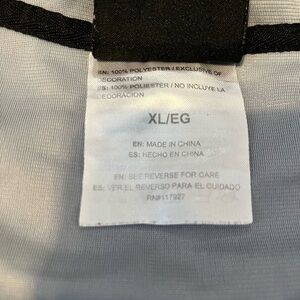 EN: 100% POLYESTER / EXCLUSIVE OF
DECORATION
ES: 100% POLIESTER / NO INCLUYE LA
DECORACION
XL/EG
EN: MADE IN CHINA
ES: HECHO EN CHINA
EN: SEE REVERSE FOR CARE
ES: VER EL REVERSO PARA EL CUIDADO
RN#117927